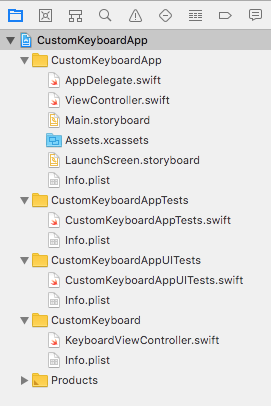 CustomKeyboardApp
CustomKeyboardApp
AppDelegate.swift
ViewController.swift
Main.storyboard
Assets.xcassets
LaunchScreen.storyboard
Info.plist
CustomKeyboardAppTests
CustomKeyboardAppTests.swift
Info.plist
CustomKeyboardAppUITests
CustomKeyboardAppUITests.swift
Info.plist
CustomKeyboard
KeyboardViewController.swift
Info.plist
Products